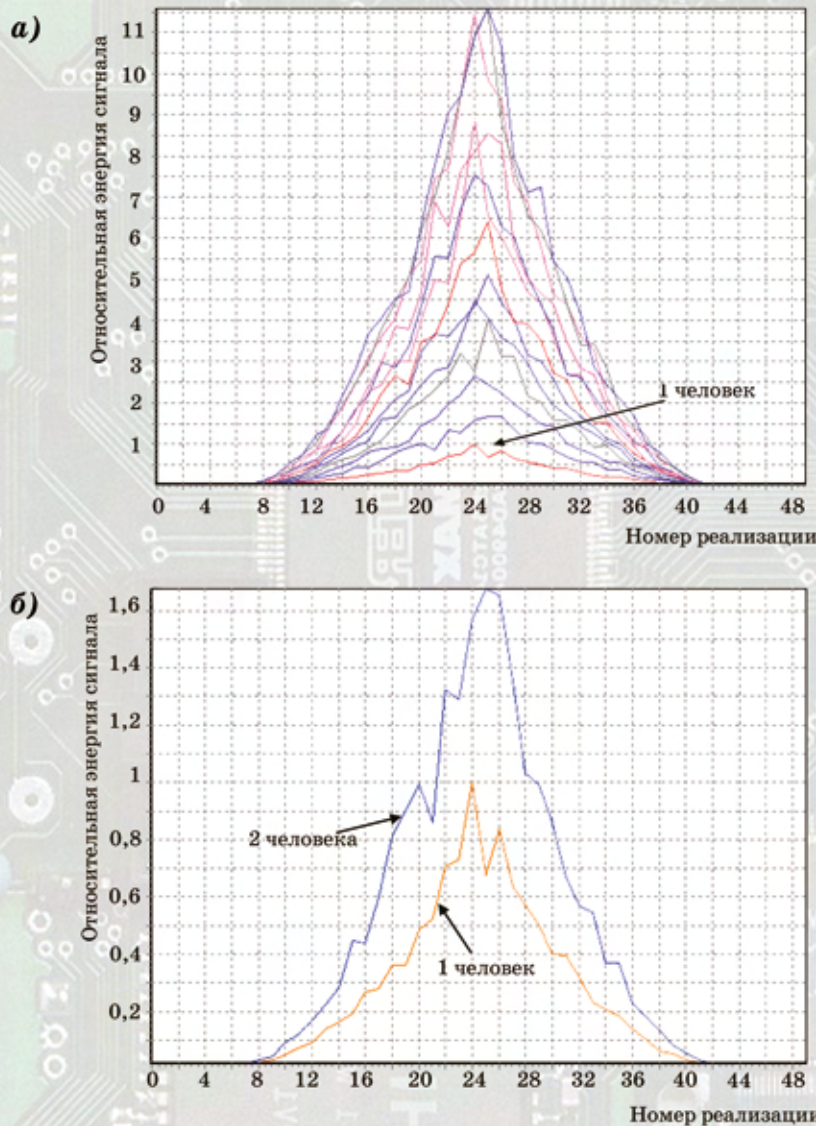 а)
Относительная энергия сигнала
11
10
9
8
7
6
5
4
3
2
1
1 человек
0 4 8 12 16 20 24 28 32 36 40 44 48
Номер реализации
б)
Относительная энергия сигнала
1,6
1,4
1,2
1
0,8
0,6
0,4
0,2
2 человека
1 человек
0 4 8 12 16 20 24 28 32 36 40 44 48
Номер реализации